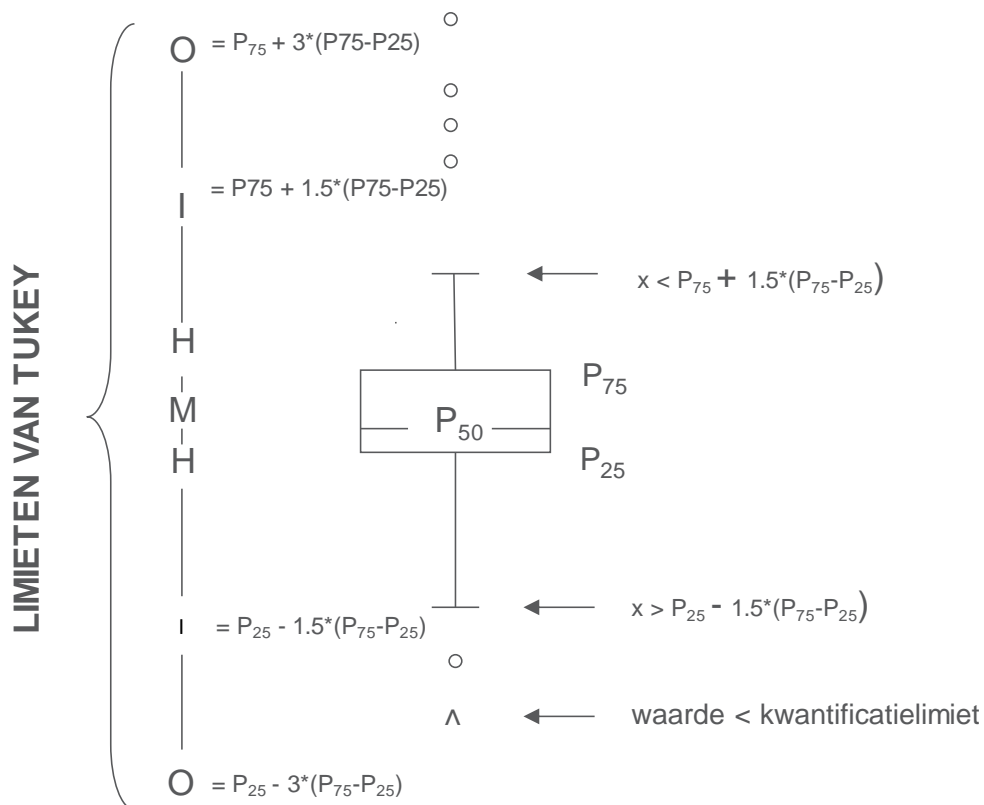 LIMIETEN VAN TUKEY
O = P75 + 3*(P75-P25)
I = P75 + 1.5*(P75-P25)
H
M
H
I = P25 - 1.5*(P75-P25)
O = P25 - 3*(P75-P25)
x < P75 + 1.5*(P75-P25)
P75
P50
P25
x > P25 - 1.5*(P75-P25)
^ waarde < kwantificatielimiet